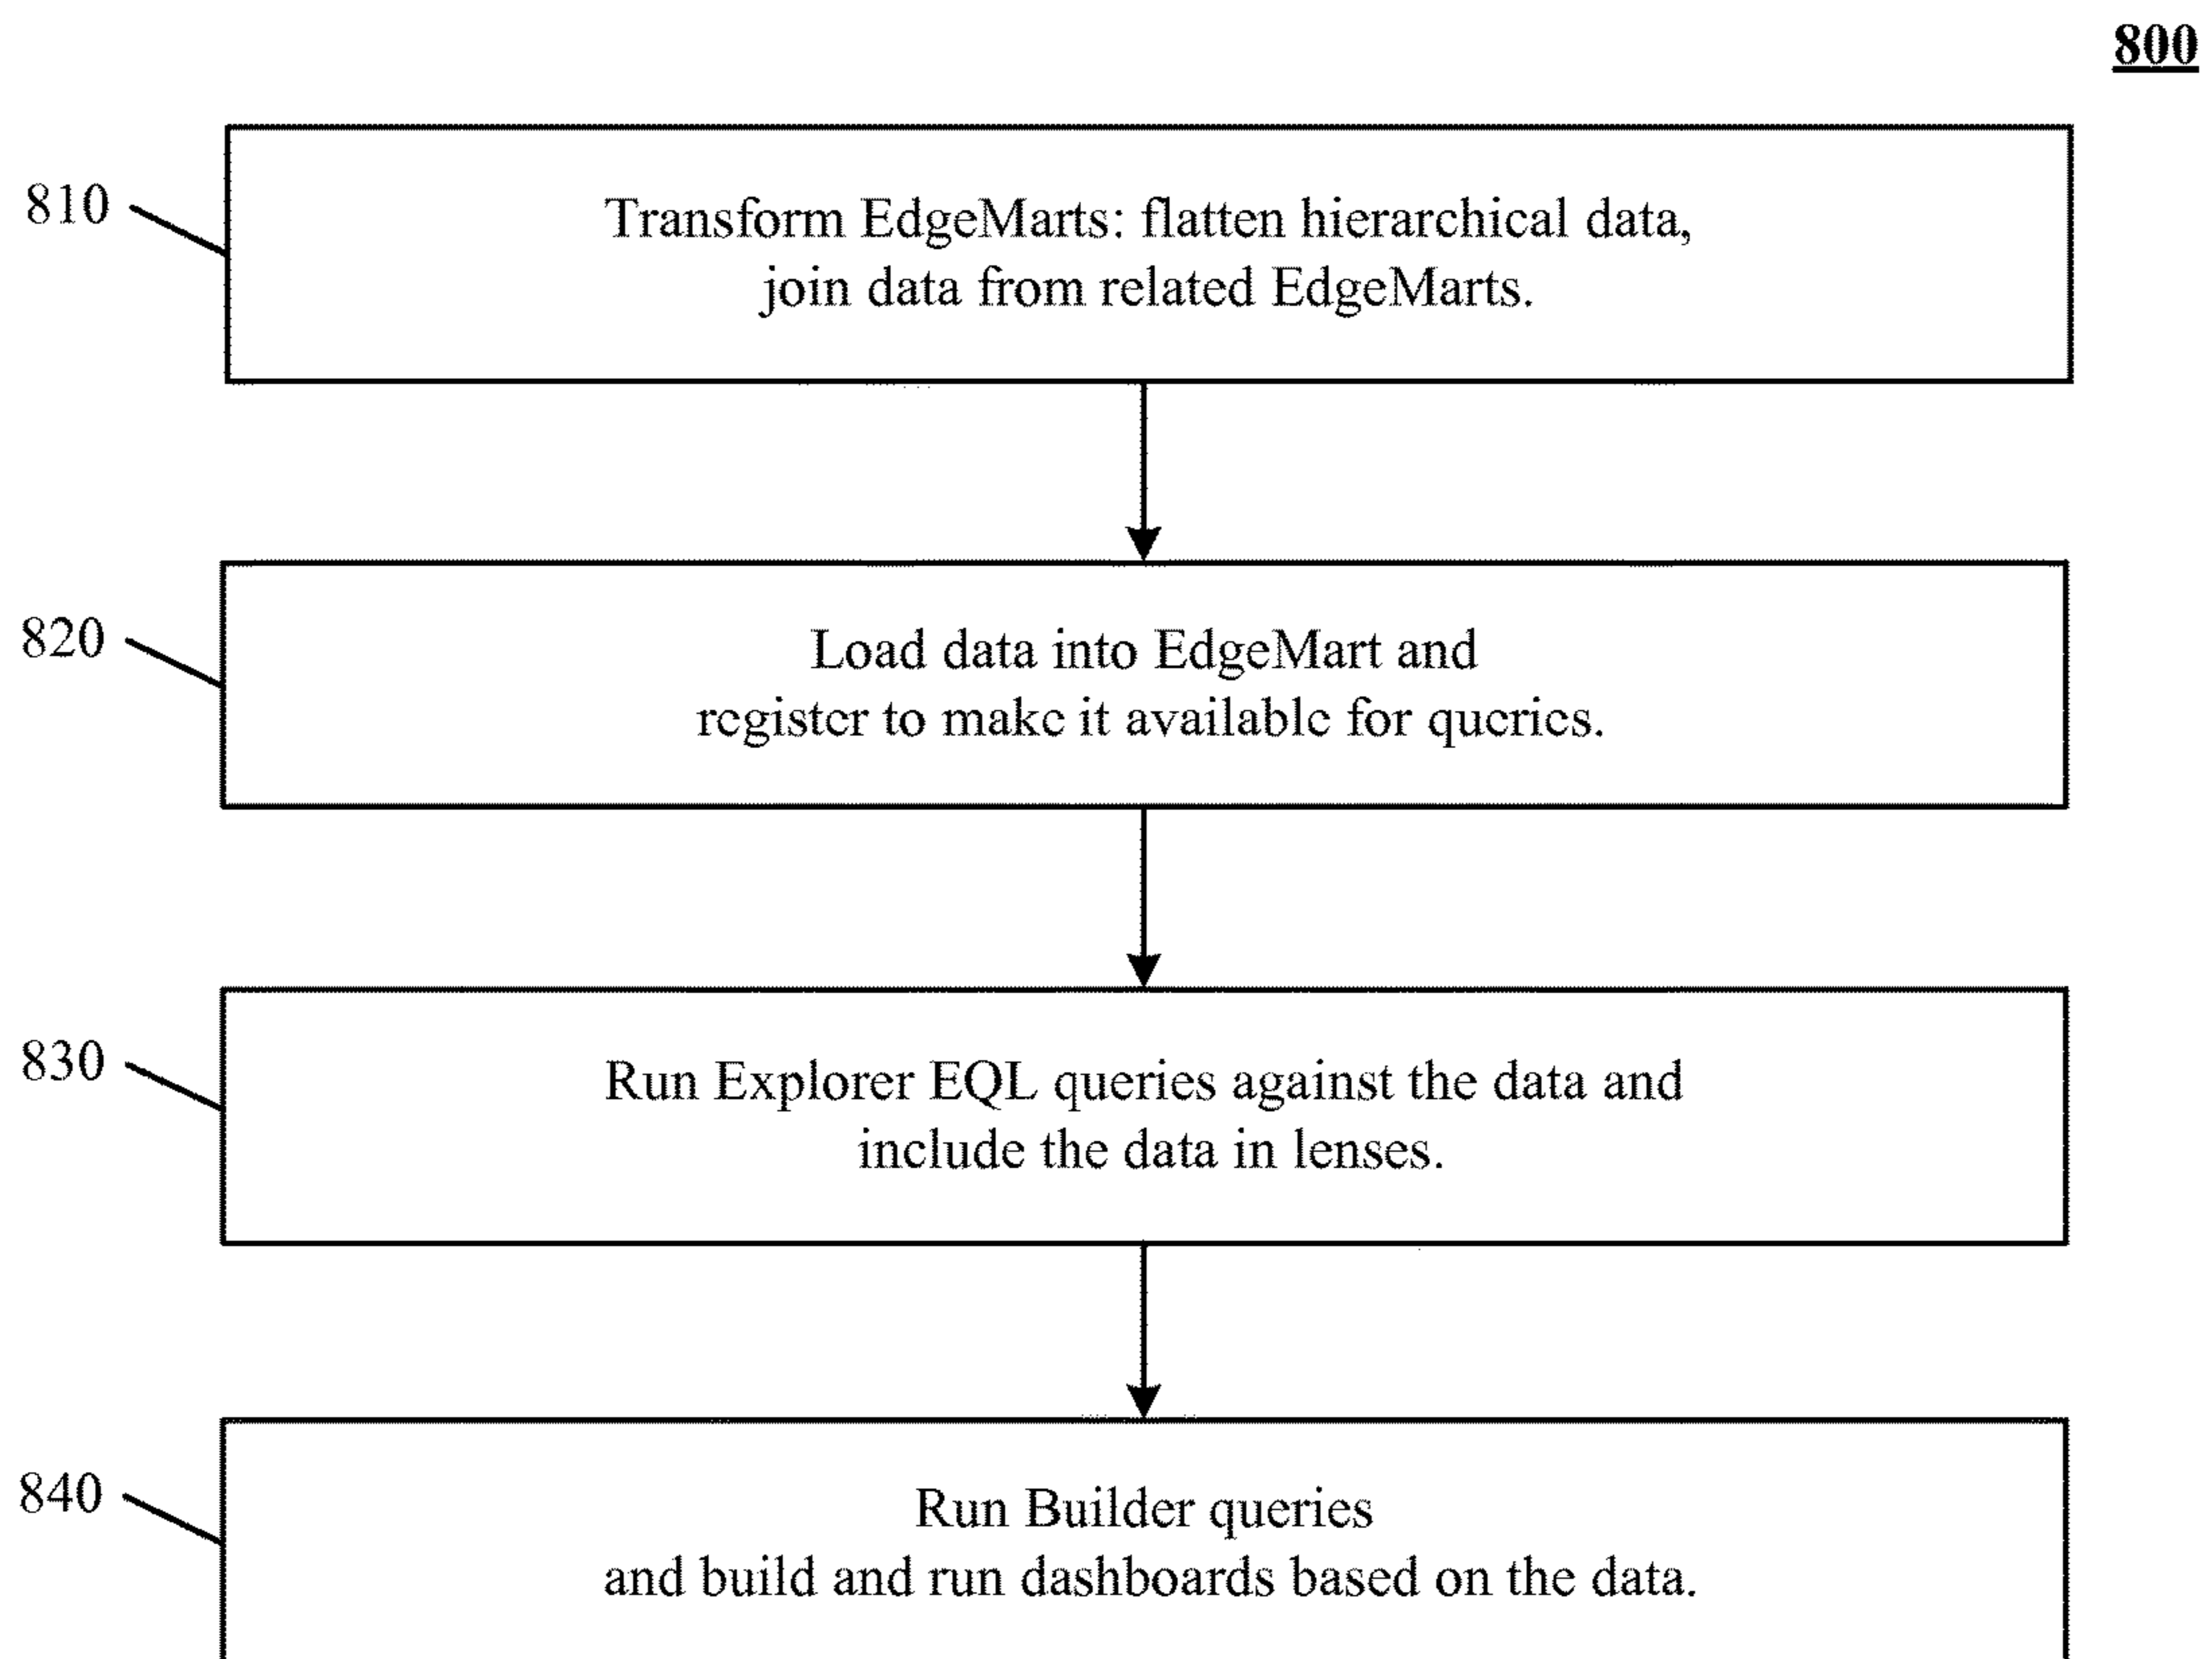 800
810
Transform EdgeMarts: flatten hierarchical data,
join data from related EdgeMarts.
820
Load data into EdgeMart and
register to make it available for queries.
830
Run Explorer EQL queries against the data and
include the data in lenses.
840
Run Builder queries
and build and run dashboards based on the data.